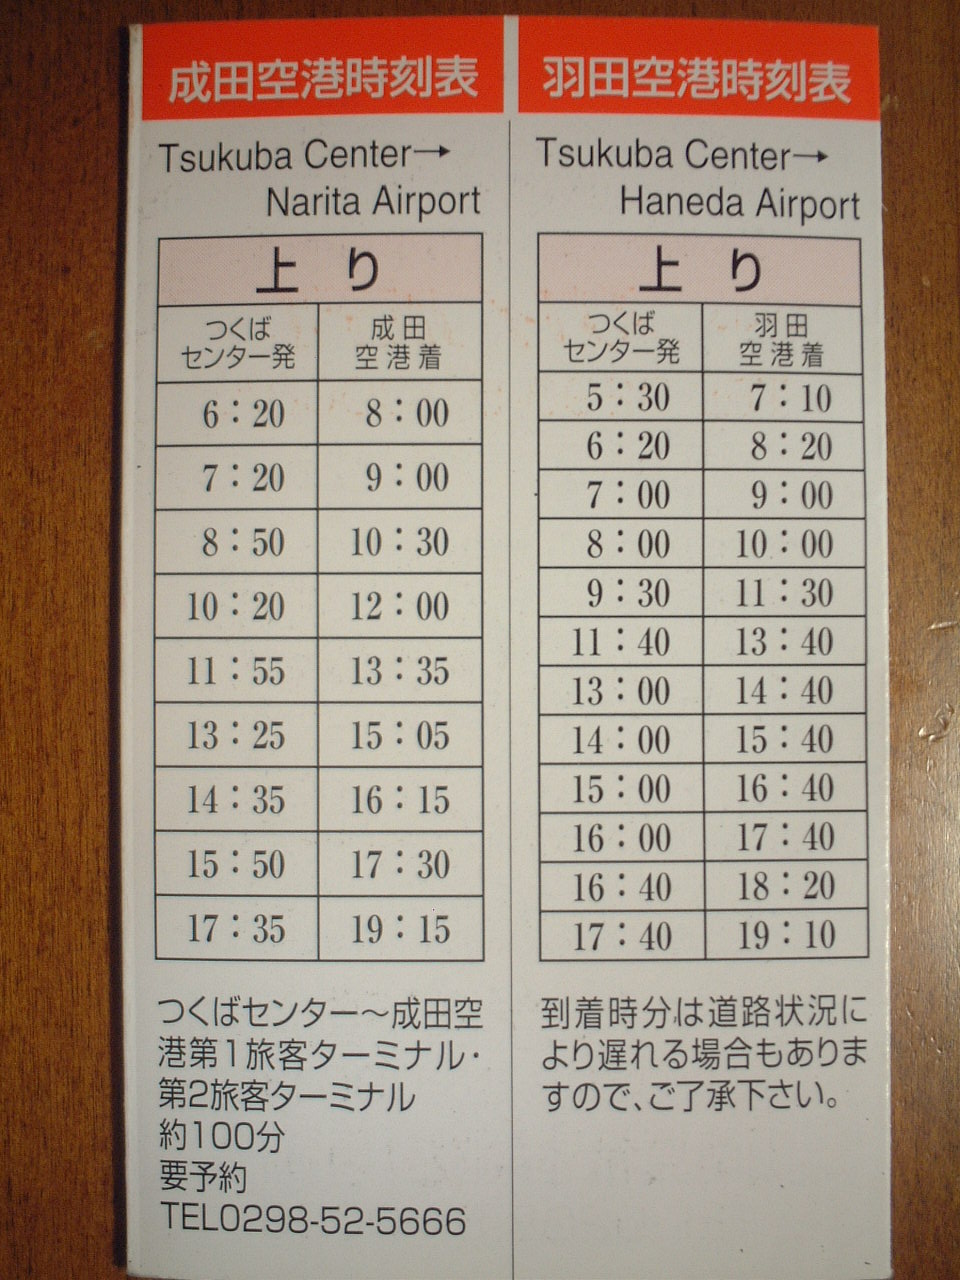 成田空港時刻表
Tsukuba Center→
Narita Airport
上り
つくば
センター発
成田
空港着
6：20 8：00
7：20 9：00
8：50 10：30
10：20 12：00
11：55 13：35
13：25 15：05
14：35 16：15
15：50 17：30
17：35 19：15
つくばセンター～成田空
港第1旅客ターミナル・
第2旅客ターミナル
約100分
要予約
TEL0298-52-5666
羽田空港時刻表
Tsukuba Center→
Haneda Airport
上り
つくば
センター発
羽田
空港着
5：30 7：10
6：20 8：20
7：00 9：00
8：00 10：00
9：30 11：30
11：40 13：40
13：00 14：40
14：00 15：40
15：00 16：40
16：00 17：40
16：40 18：20
17：40 19：10
到着時分は道路状況に
より遅れる場合もありま
すので、ご了承下さい。